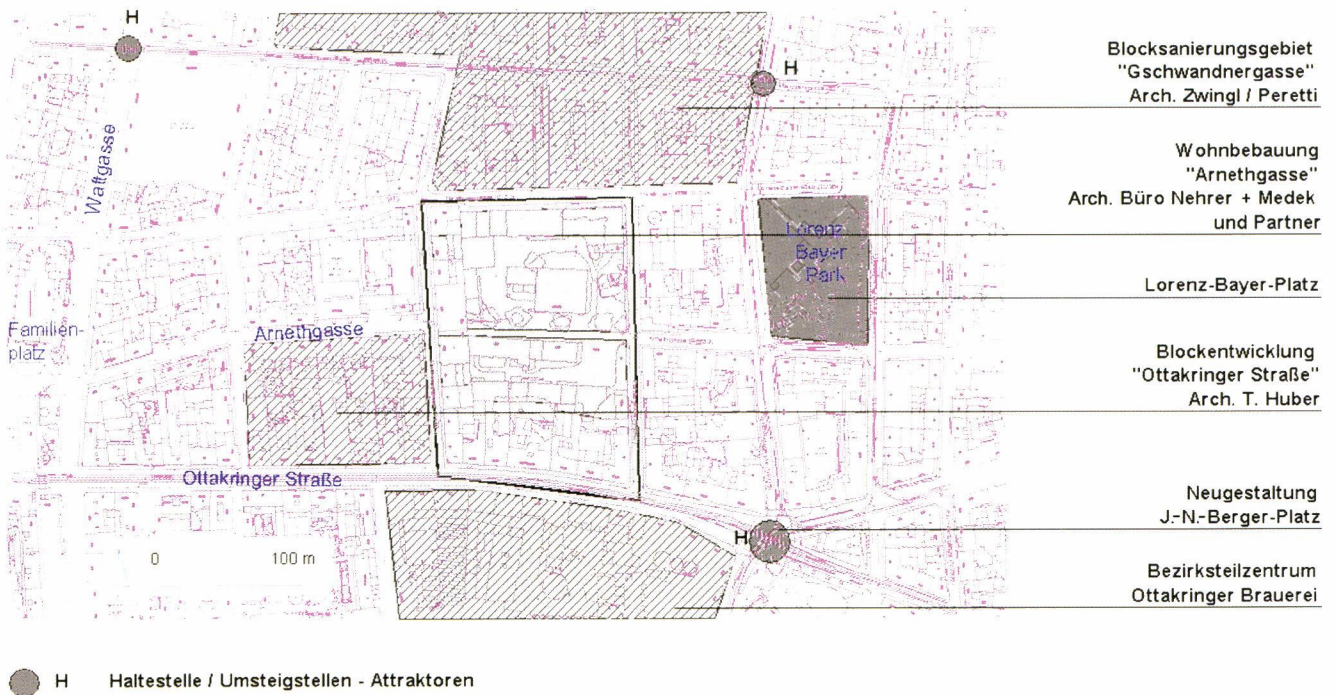 H
H
Blocksanierungsgebiet
"Gschwandnergasse"
Arch. Zwingl / Peretti
Wattgasse
Wohnbebauung
"Arnethgasse"
Arch. Büro Nehrer + Medek
und Partner
Lorenz
Bayer
Park
Lorenz-Bayer-Platz
Familien-
platz
Arnethgasse
Blockentwicklung
"Ottakringer Straße"
Arch. T. Huber
Ottakringer Straße
Neugestaltung
J.-N.-Berger-Platz
H
0 100 m
Bezirksteilzentrum
Ottakringer Brauerei
H Haltestelle / Umsteigstellen - Attraktoren